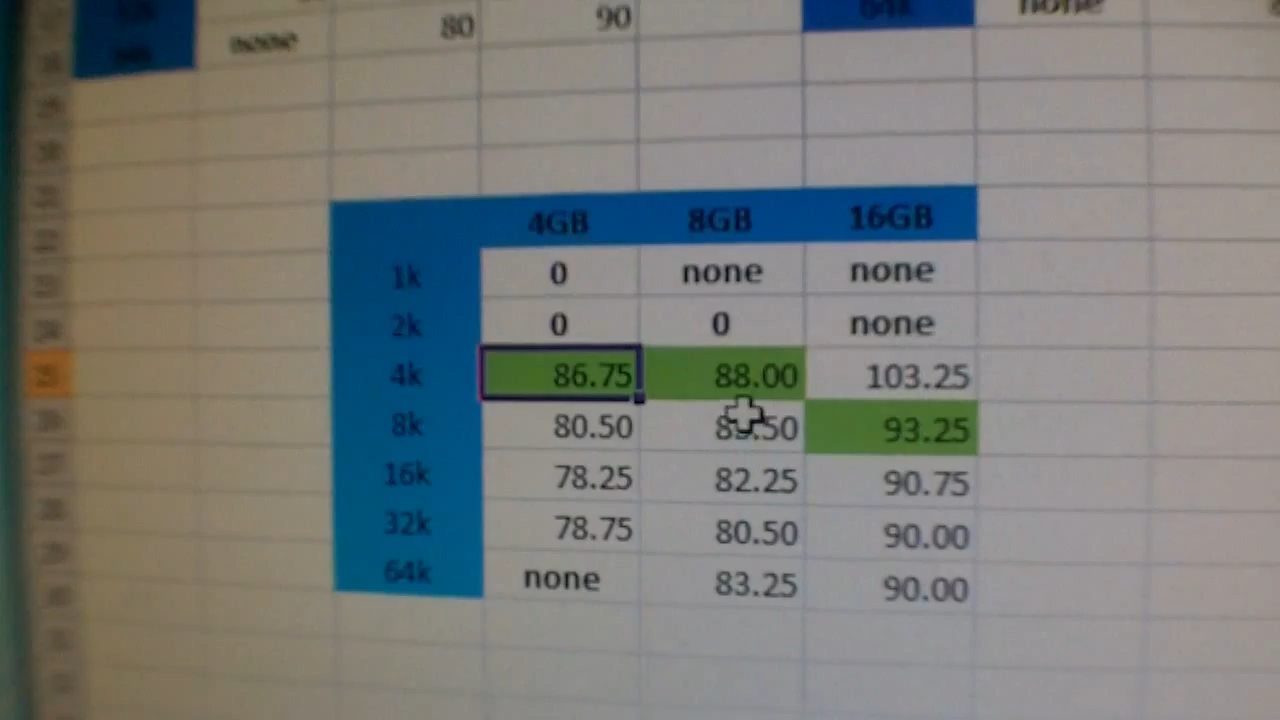 80 90 64k none
none
4GB 8GB 16GB
1k 0 none none
2k 0 0 none
4k 86.75 88.00 103.25
8k 80.50 93.25
16k 78.25 82.25 90.75
32k 78.75 80.50 90.00
64k none 83.25 90.00